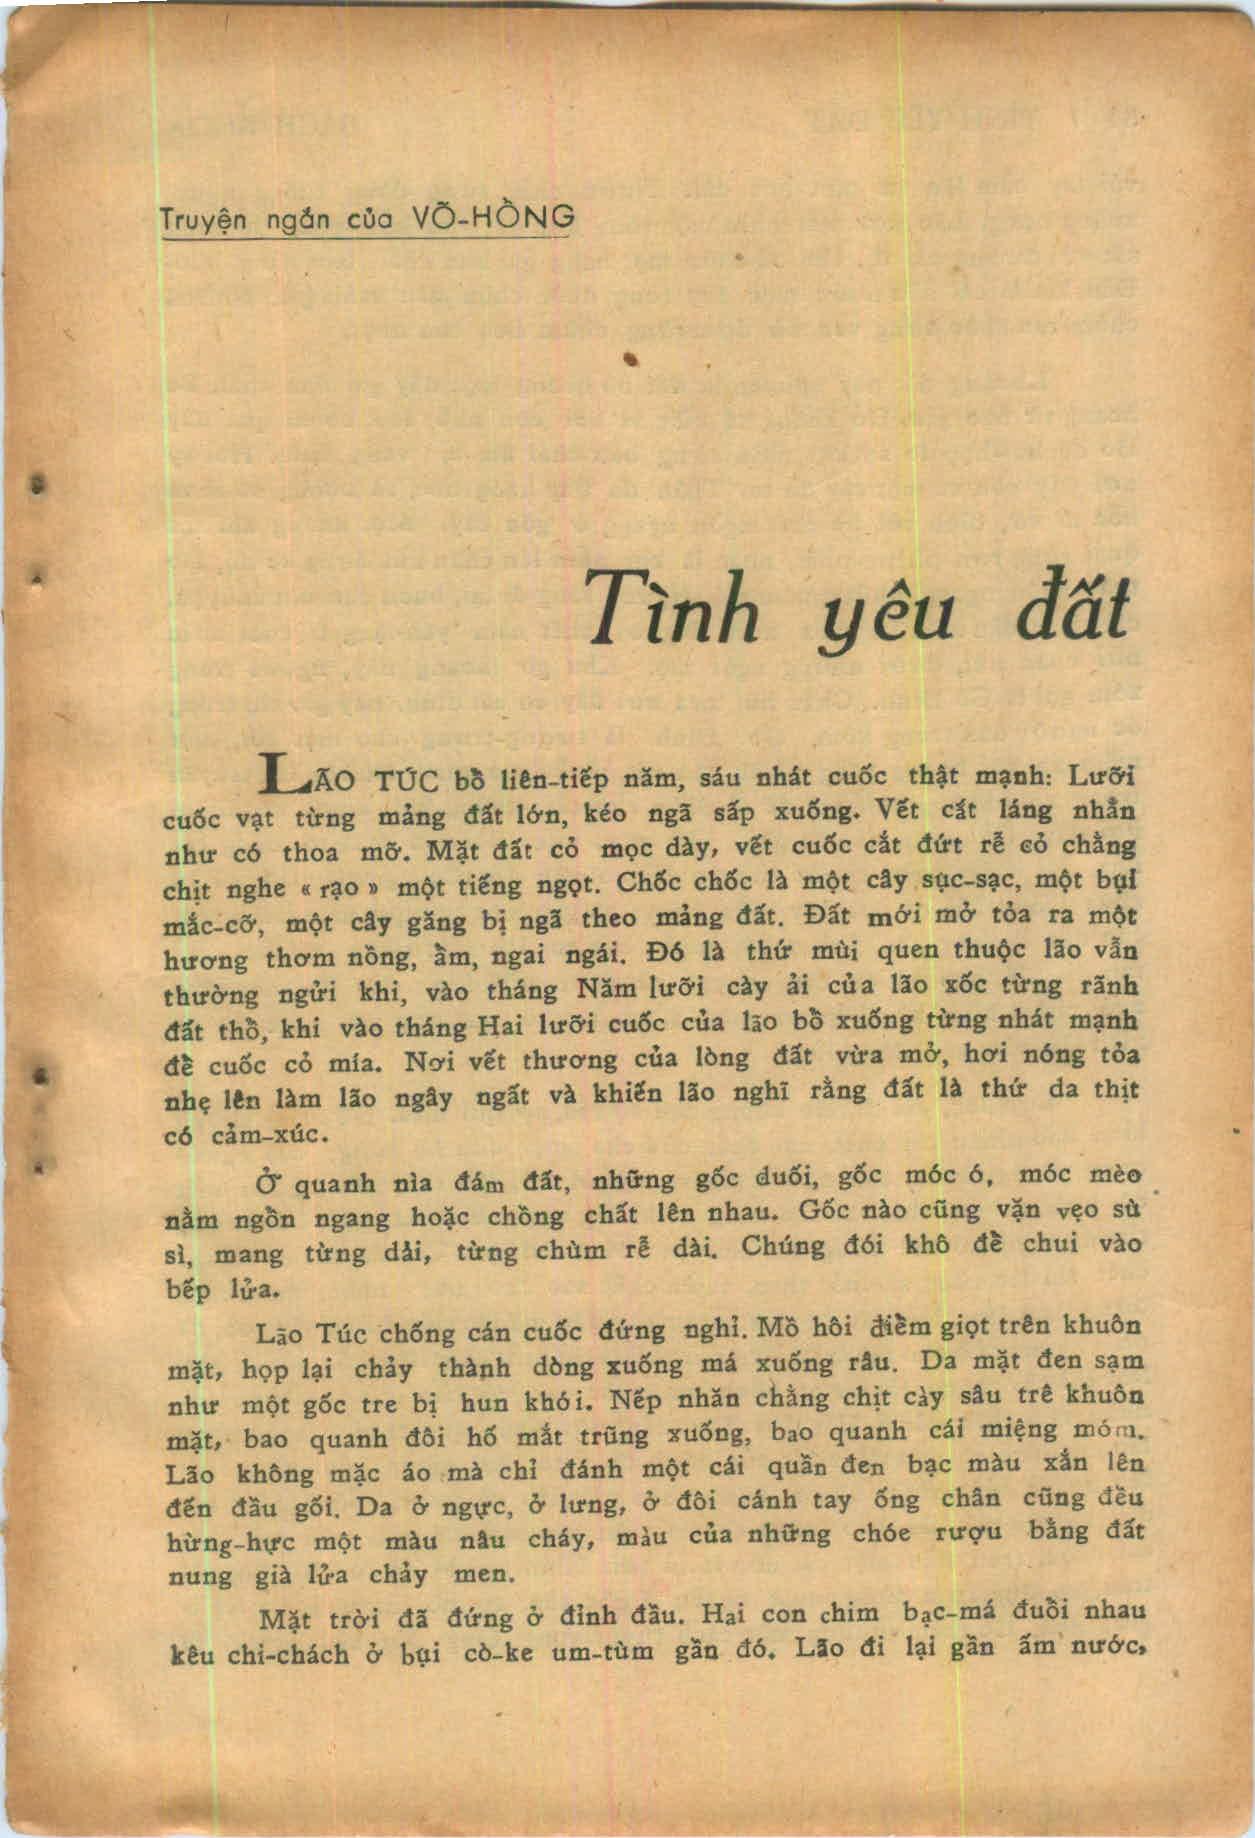 Truyện ngắn của VÕ-HỒNG
Tình yêu đất
LÃO TÚC bổ liên-tiếp năm, sáu nhát cuốc thật mạnh: Lưỡi
cuốc vạt từng mảng đất lớn, kéo ngã sấp xuống. Vết cắt láng nhẵn
như có thoa mỡ. Mặt đất cỏ mọc dày, vết cuốc cắt đứt rễ cỏ chằng
chịt nghe « rạo » một tiếng ngọt. Chốc chốc là một cây sục-sạc, một bụi
mắc-cỡ, một cây găng bị ngã theo mảng đất. Đất mới mở tỏa ra một
hương thơm nồng, ẩm, ngai ngái. Đó là thứ mùi quen thuộc lão vẫn
thường ngửi khi, vào tháng Năm lưỡi cày ải của lão xốc từng rãnh
đất thổ, khi vào tháng Hai lưỡi cuốc của lão bổ xuống từng nhát mạnh
để cuốc cỏ mía. Nơi vết thương của lòng đất vừa mở, hơi nóng tỏa
nhẹ lên làm lão ngây ngất và khiến lão nghĩ rằng đất là thứ da thịt
có cảm-xúc.
Ở quanh nìa đám đất, những gốc duối, gốc móc ó, móc mèo
nằm ngổn ngang hoặc chồng chất lên nhau. Gốc nào cũng vặn vẹo sù
sì, mang từng dải, từng chùm rễ dài. Chúng đói khô để chui vào
bếp lửa.
Lão Túc chống cán cuốc đứng nghỉ. Mồ hôi điểm giọt trên khuôn
mặt, họp lại chảy thành dòng xuống má xuống râu. Da mặt đen sạm
như một gốc tre bị hun khói. Nếp nhăn chằng chịt cày sâu trê khuôn
mặt, bao quanh đôi hố mắt trũng xuống, bao quanh cái miệng móm.
Lão không mặc áo mà chỉ đánh một cái quần đen bạc màu xắn lên
đến đầu gối. Da ở ngực, ở lưng, ở đôi cánh tay ống chân cũng đều
hừng-hực một màu nâu cháy, màu của những chóe rượu bằng đất
nung già lửa chảy men.
Mặt trời đã đứng ở đỉnh đầu. Hai con chim bạc-má đuổi nhau
kêu chi-chách ở bụi cò-ke um-tùm gần đó. Lão đi lại gần ấm nước,